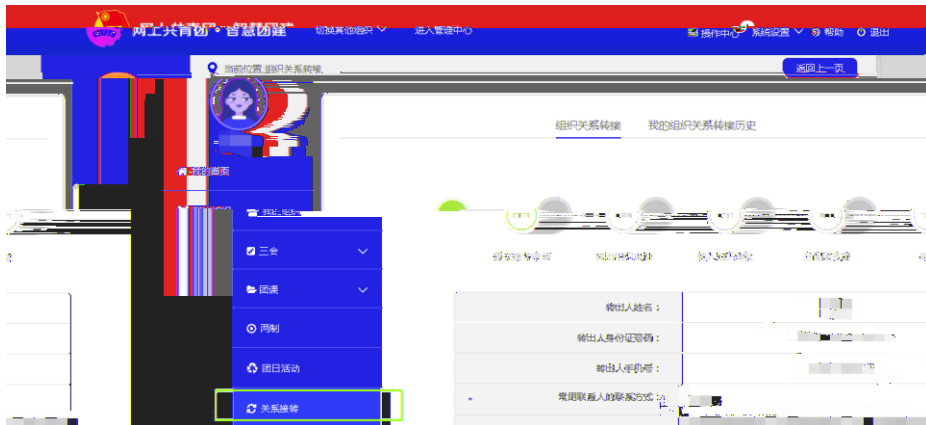 网上共青团·智慧团建 切换其他组织 进入管理中心 操作中心 系统设置 帮助 退出
当前位置:组织关系转接 返回上一页
组织关系转接 我的组织关系转接历史
我的首页
我的组织
三会
团课
转出人姓名：
转出人身份证号码：
两制
转出人手机号：
团日活动
常用联系人的联系方式：
关系接转